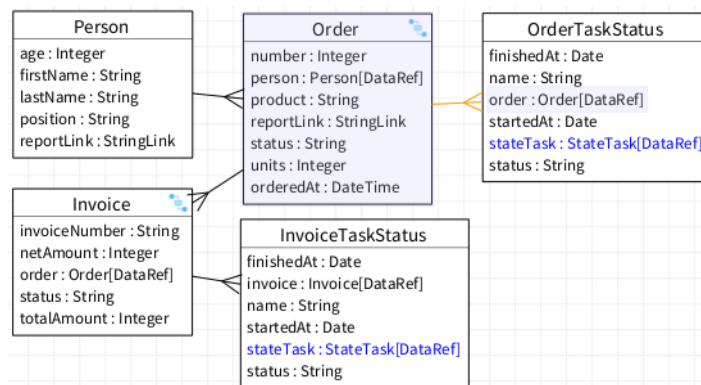 Person
age : Integer
firstName : String
lastName : String
position : String
reportLink : StringLink
Order
number : Integer
person : Person[DataRef]
product : String
reportLink : StringLink
status : String
units : Integer
orderedAt : DateTime
OrderTaskStatus
finishedAt : Date
name : String
order : Order[DataRef]
startedAt : Date
stateTask : StateTask[DataRef]
status : String
Invoice
invoiceNumber : String
netAmount : Integer
order : Order[DataRef]
status : String
totalAmount : Integer
InvoiceTaskStatus
finishedAt : Date
invoice : Invoice[DataRef]
name : String
startedAt : Date
stateTask : StateTask[DataRef]
status : String